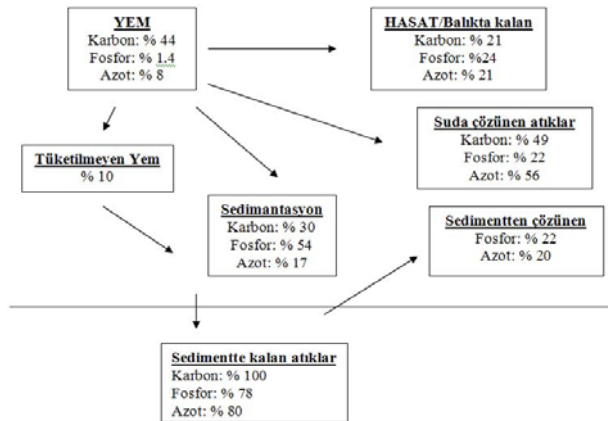 YEM
Karbon: % 44
Fosfor: % 1.4
Azot: % 8
HASAT/Balıkta kalan
Karbon: % 21
Fosfor: %24
Azot: % 21
Suda çözünen atıklar
Karbon: % 49
Fosfor: % 22
Azot: % 56
Tüketilmeyen Yem
% 10
Sedimantasyon
Karbon: % 30
Fosfor: % 54
Azot: % 17
Sedimentten çözünen
Fosfor: % 22
Azot: % 20
Sedimentte kalan atıklar
Karbon: % 100
Fosfor: % 78
Azot: % 80